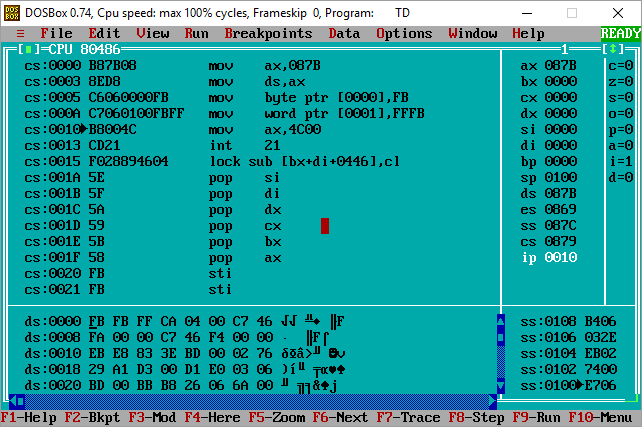 DOSBox 0.74, Cpu speed: max 100% cycles, Frameskip 0, Program: TD
≡ File Edit View Run Breakpoints Data Options Window Help READY
[■]=CPU 80486 1 [↕]
cs:0000 B87B08 mov ax,087B
cs:0003 8ED8 mov ds,ax
cs:0005 C6060000FB mov byte ptr [0000],FB
cs:000A C7060100FBFF mov word ptr [0001],FFFB
cs:0010►B8004C mov ax,4C00
cs:0013 CD21 int 21
cs:0015 F028894604 lock sub [bx+di+0446],cl
cs:001A 5E pop si
cs:001B 5F pop di
cs:001C 5A pop dx
cs:001D 59 pop cx
cs:001E 5B pop bx
cs:001F 58 pop ax
cs:0020 FB sti
cs:0021 FB sti
ax 087B c=0
bx 0000 z=0
cx 0000 s=0
dx 0000 o=0
si 0000 p=0
di 0000 a=0
bp 0000 i=1
sp 0100 d=0
ds 087B
es 0869
ss 087C
cs 0879
ip 0010
ds:0000 FB FB FF CA 04 00 C7 46 √√ ╩♦ ╟F
ds:0008 FA 00 00 C7 46 F4 00 00 · ╟F⌠
ds:0010 EB E8 83 3E BD 00 02 76 δΦâ>╜ ☻v
ds:0018 29 A1 D3 00 D1 E0 03 06 )í╙ ╤α♥♠
ds:0020 BD 00 BB B8 26 06 6A 00 ╜ ╗╕&♠j
ss:0108 B406
ss:0106 032E
ss:0104 EB02
ss:0102 7400
ss:0100►E706
F1-Help F2-Bkpt F3-Mod F4-Here F5-Zoom F6-Next F7-Trace F8-Step F9-Run F10-Menu